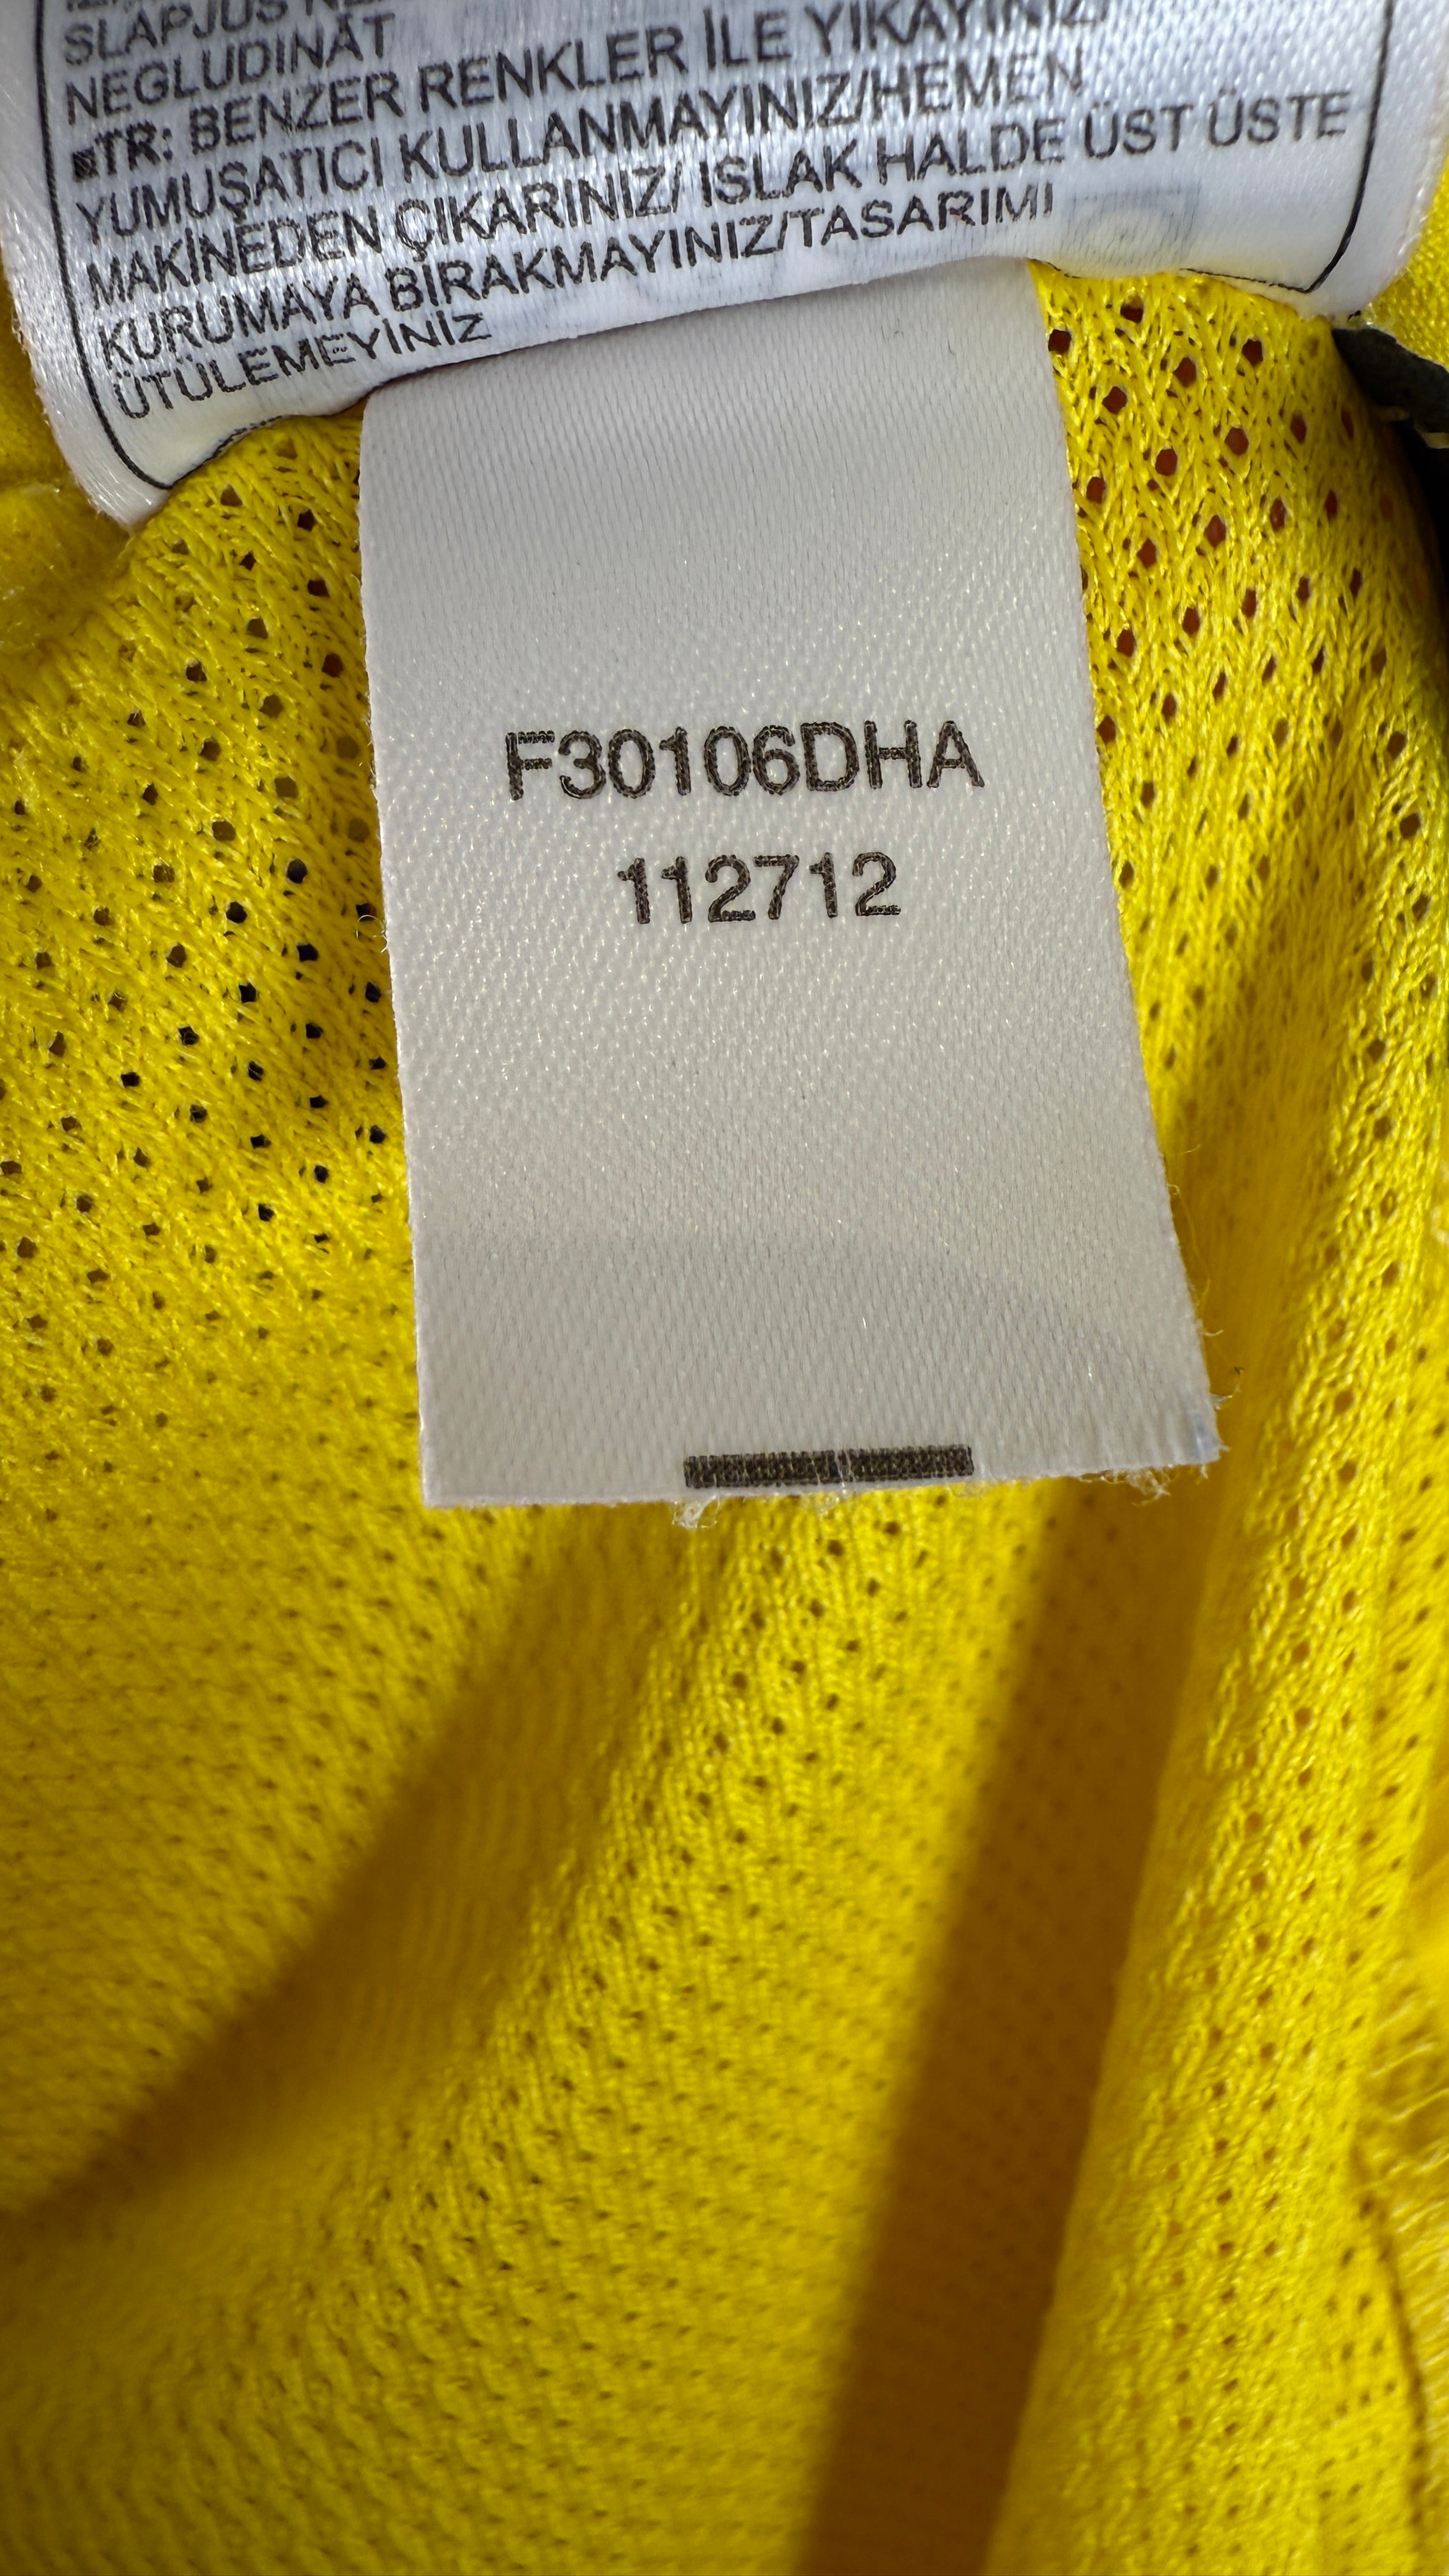 SLAPJUS
NEGLUDINĀT
TR: BENZER RENKLER İLE YIKAYINIZ/
YUMUŞATICI KULLANMAYINIZ/HEMEN
MAKİNEDEN ÇIKARINIZ/ ISLAK HALDE ÜST ÜSTE
KURUMAYA BIRAKMAYINIZ/TASARIMI
ÜTÜLEMEYİNİZ
F30106DHA
112712